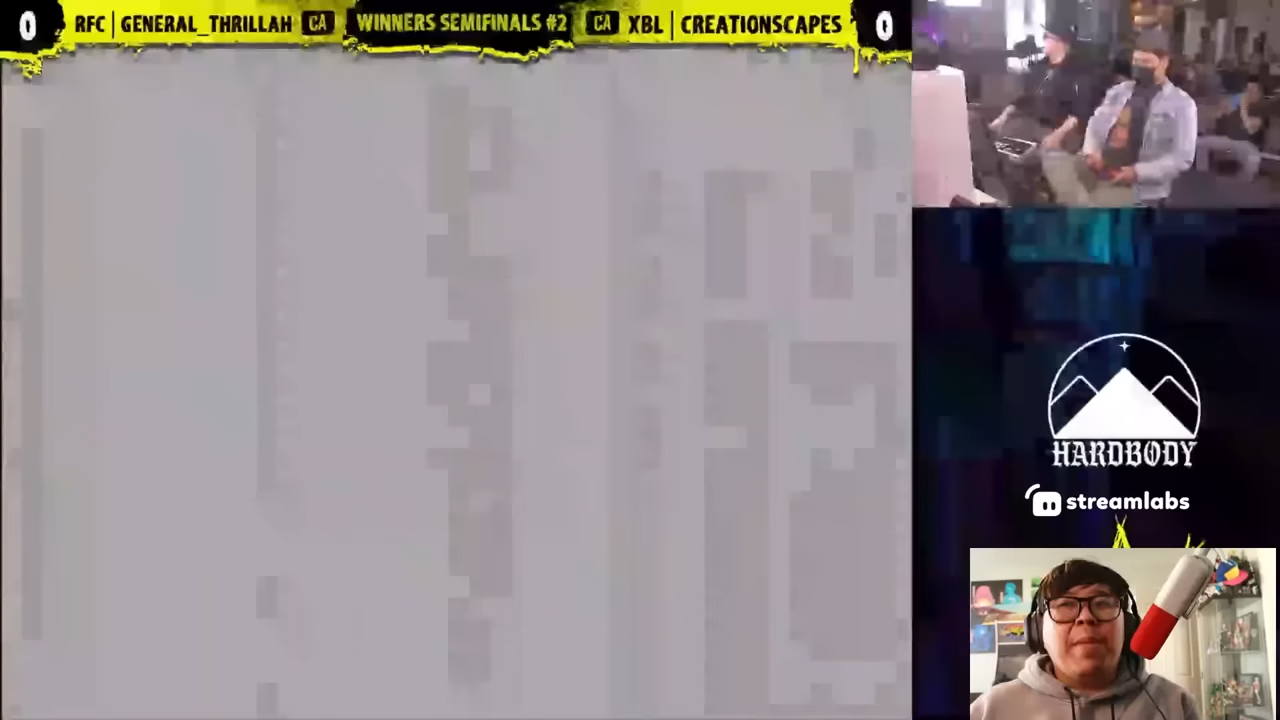 0 RFC | GENERAL_THRILLAH CA WINNERS SEMIFINALS #2 CA XBL | CREATIONSCAPES 0
HARDBODY
streamlabs